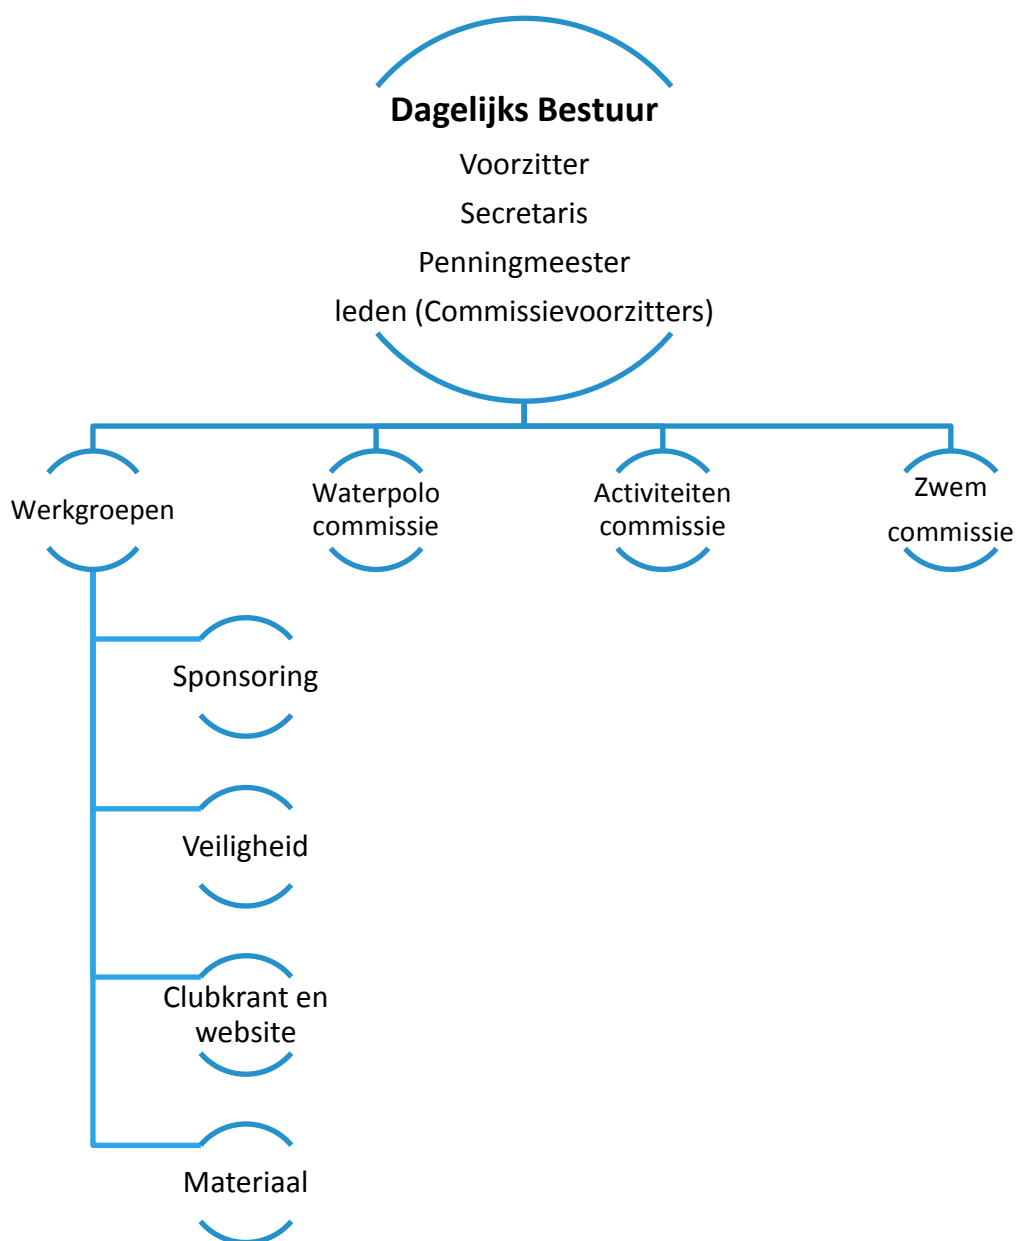 Dagelijks Bestuur
Voorzitter
Secretaris
Penningmeester
leden (Commissievoorzitters)
Werkgroepen
Waterpolo
commissie
Activiteiten
commissie
Zwem
commissie
Sponsoring
Veiligheid
Clubkrant en
website
Materiaal